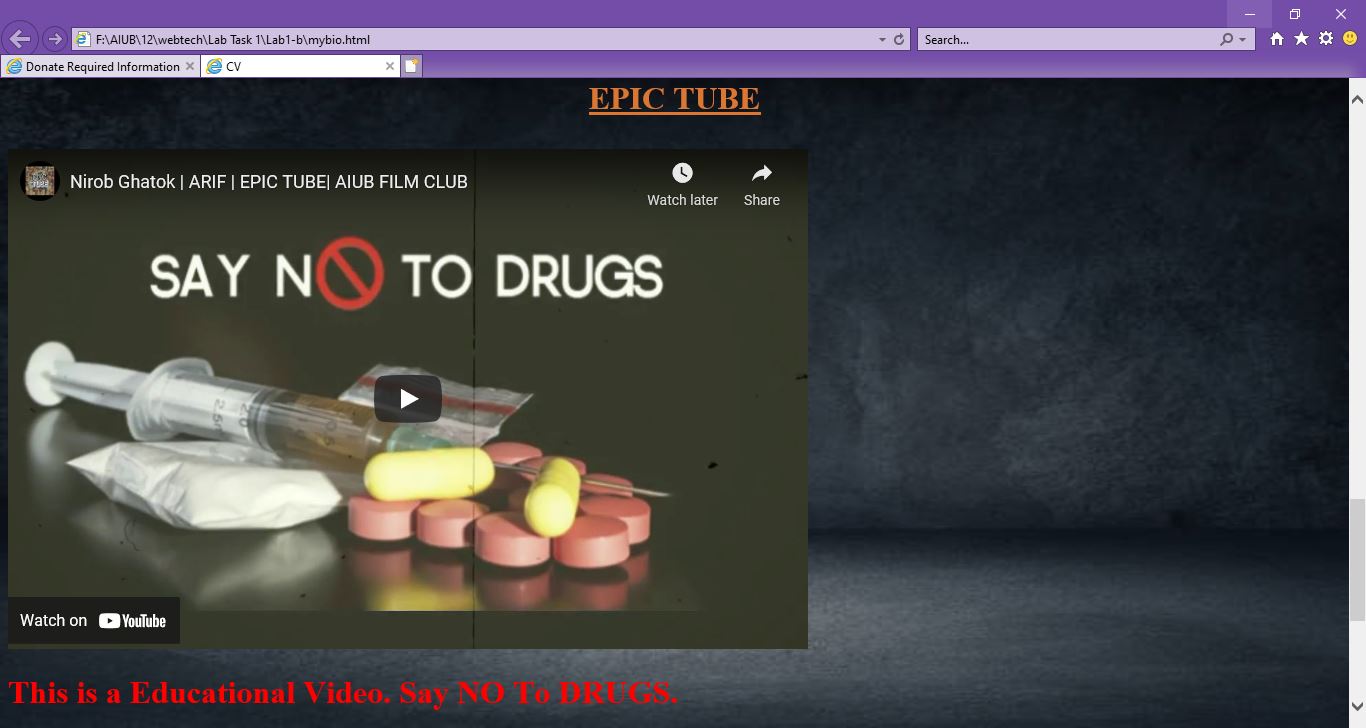 F:\AIUB\12\webtech\Lab Task 1\Lab1-b\mybio.html
Search...
Donate Required Information
CV
EPIC TUBE
Nirob Ghatok | ARIF | EPIC TUBE| AIUB FILM CLUB
Watch later
Share
SAY NO TO DRUGS
Watch on YouTube
This is a Educational Video. Say NO To DRUGS.